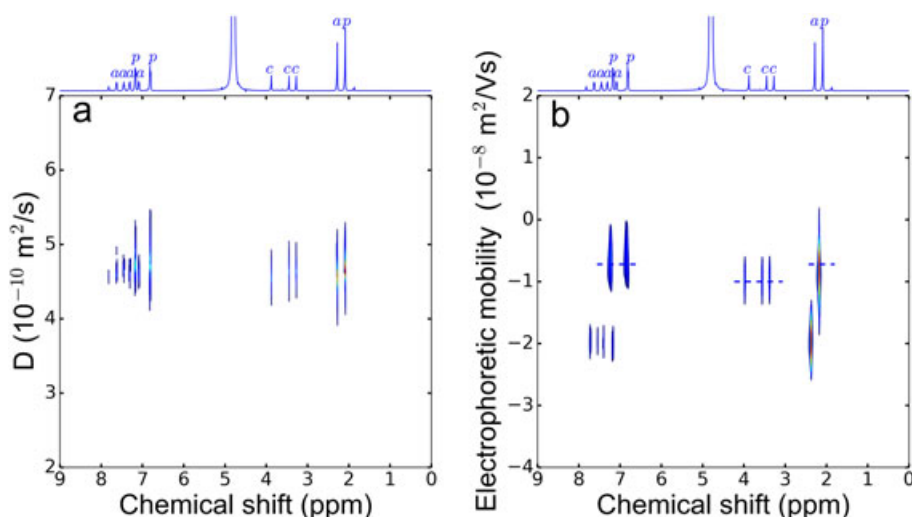 a p
p p
a a a a a
c c c
a
7
6
5
4
3
2
D (10⁻¹⁰ m²/s)
9 8 7 6 5 4 3 2 1 0
Chemical shift (ppm)
a p
p p
a a a a a
c c c
b
0
−1
−2
−3
−4
Electrophoretic mobility (10⁻⁸ m²/Vs)
9 8 7 6 5 4 3 2 1 0
Chemical shift (ppm)